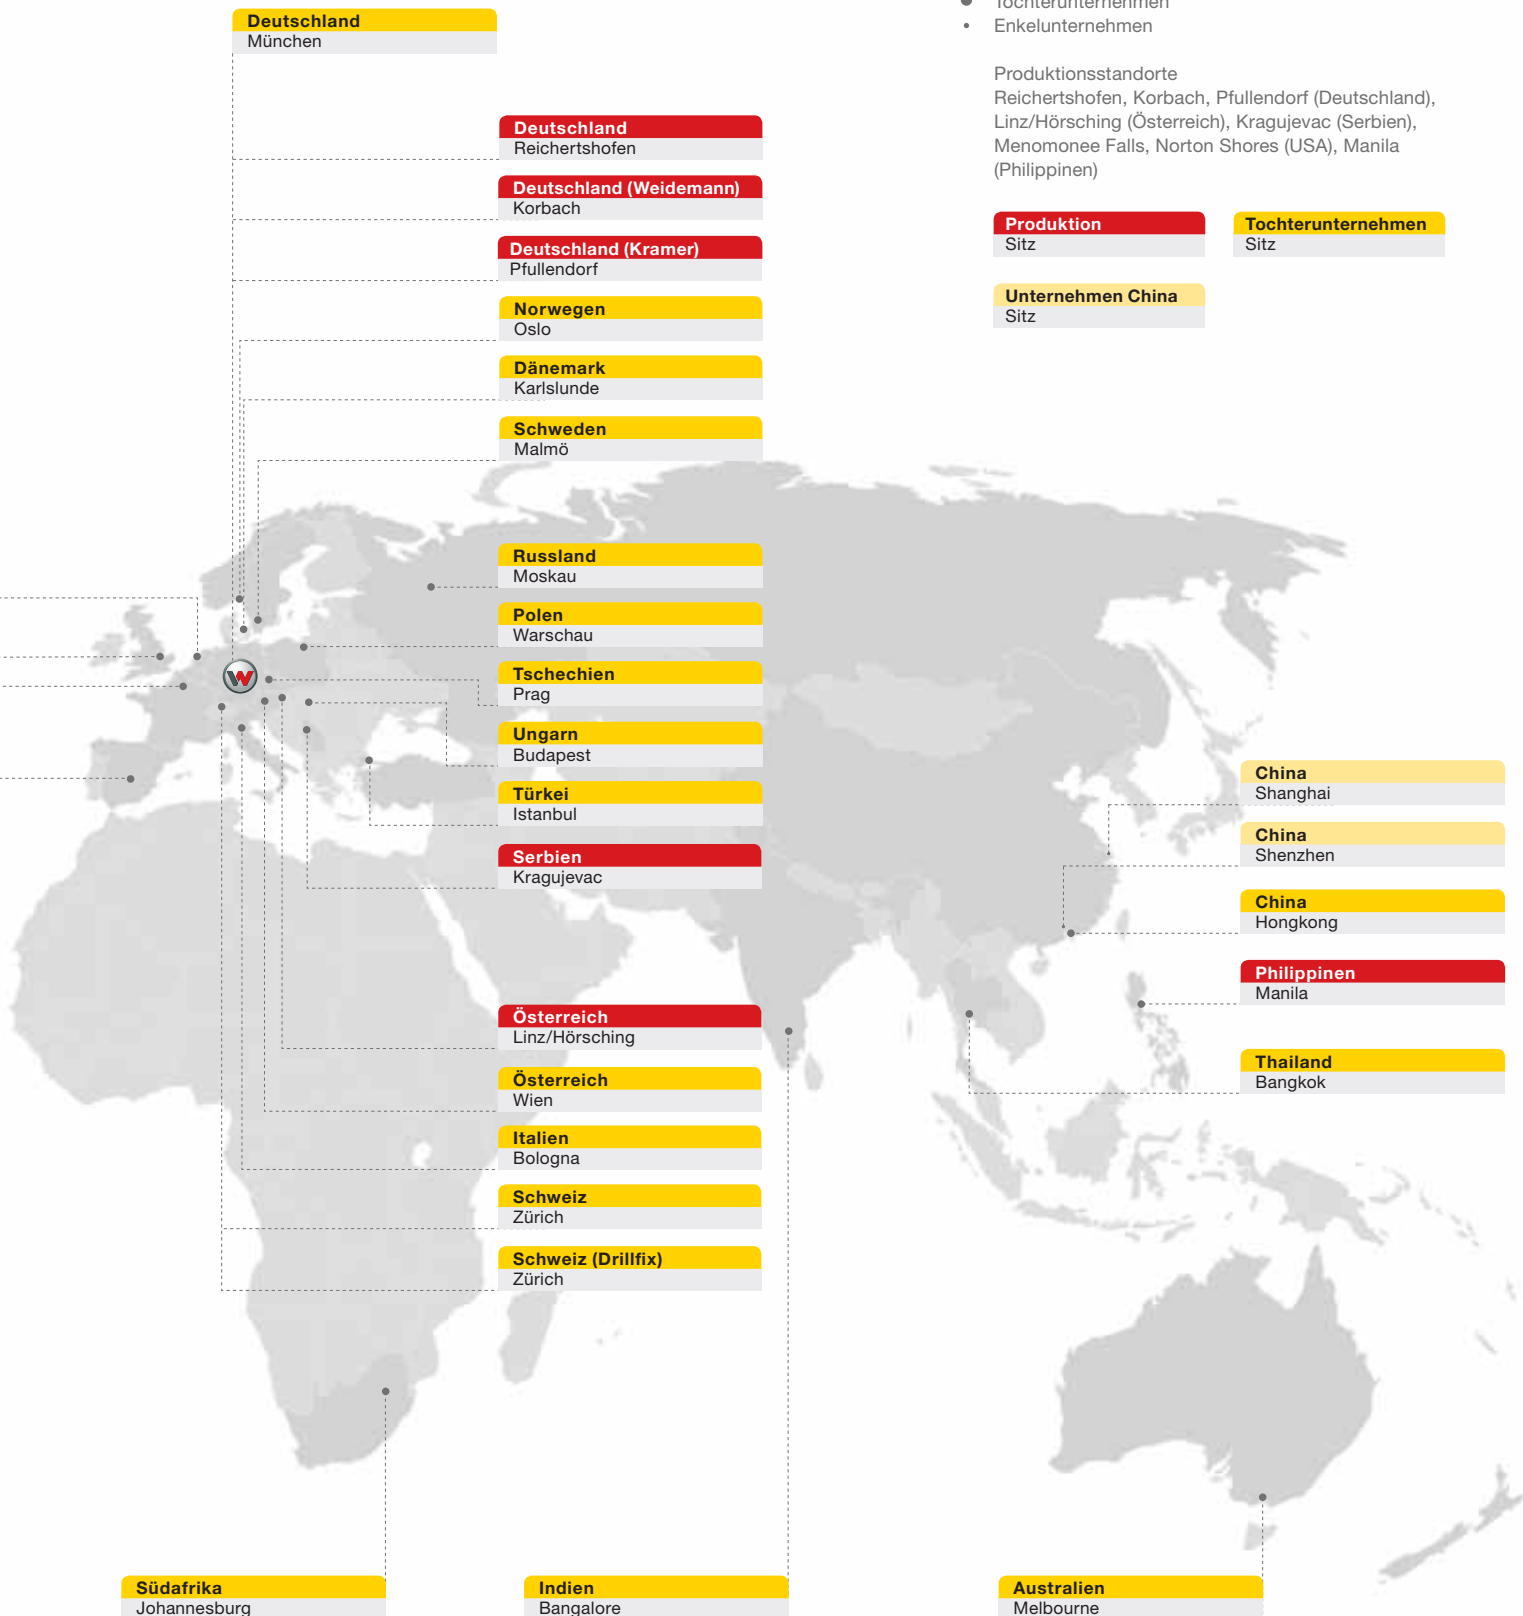 Tochterunternehmen
Enkelunternehmen
Produktionsstandorte
Reichertshofen, Korbach, Pfullendorf (Deutschland),
Linz/Hörsching (Österreich), Kragujevac (Serbien),
Menomonee Falls, Norton Shores (USA), Manila
(Philippinen)
Produktion
Sitz
Tochterunternehmen
Sitz
Unternehmen China
Sitz
Deutschland
München
Deutschland
Reichertshofen
Deutschland (Weidemann)
Korbach
Deutschland (Kramer)
Pfullendorf
Norwegen
Oslo
Dänemark
Karlslunde
Schweden
Malmö
Russland
Moskau
Polen
Warschau
Tschechien
Prag
Ungarn
Budapest
Türkei
Istanbul
Serbien
Kragujevac
Österreich
Linz/Hörsching
Österreich
Wien
Italien
Bologna
Schweiz
Zürich
Schweiz (Drillfix)
Zürich
China
Shanghai
China
Shenzhen
China
Hongkong
Philippinen
Manila
Thailand
Bangkok
Südafrika
Johannesburg
Indien
Bangalore
Australien
Melbourne